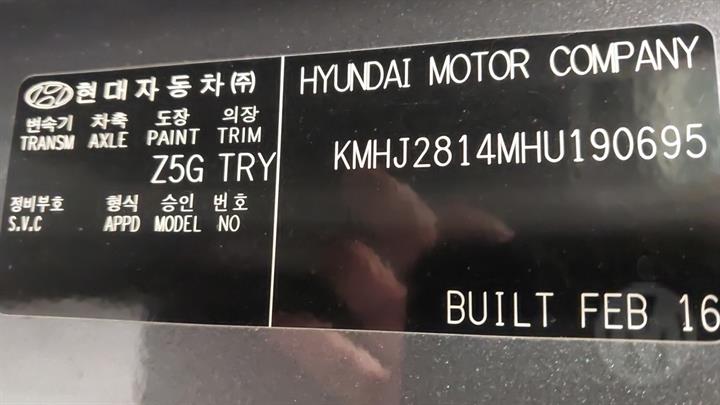 현대자동차㈜
변속기 차축 도장 의장
TRANSM AXLE PAINT TRIM
Z5G TRY
정비부호 형식 승인 번호
S.V.C APPD MODEL NO
HYUNDAI MOTOR COMPANY
KMHJ2814MHU190695
BUILT FEB 16